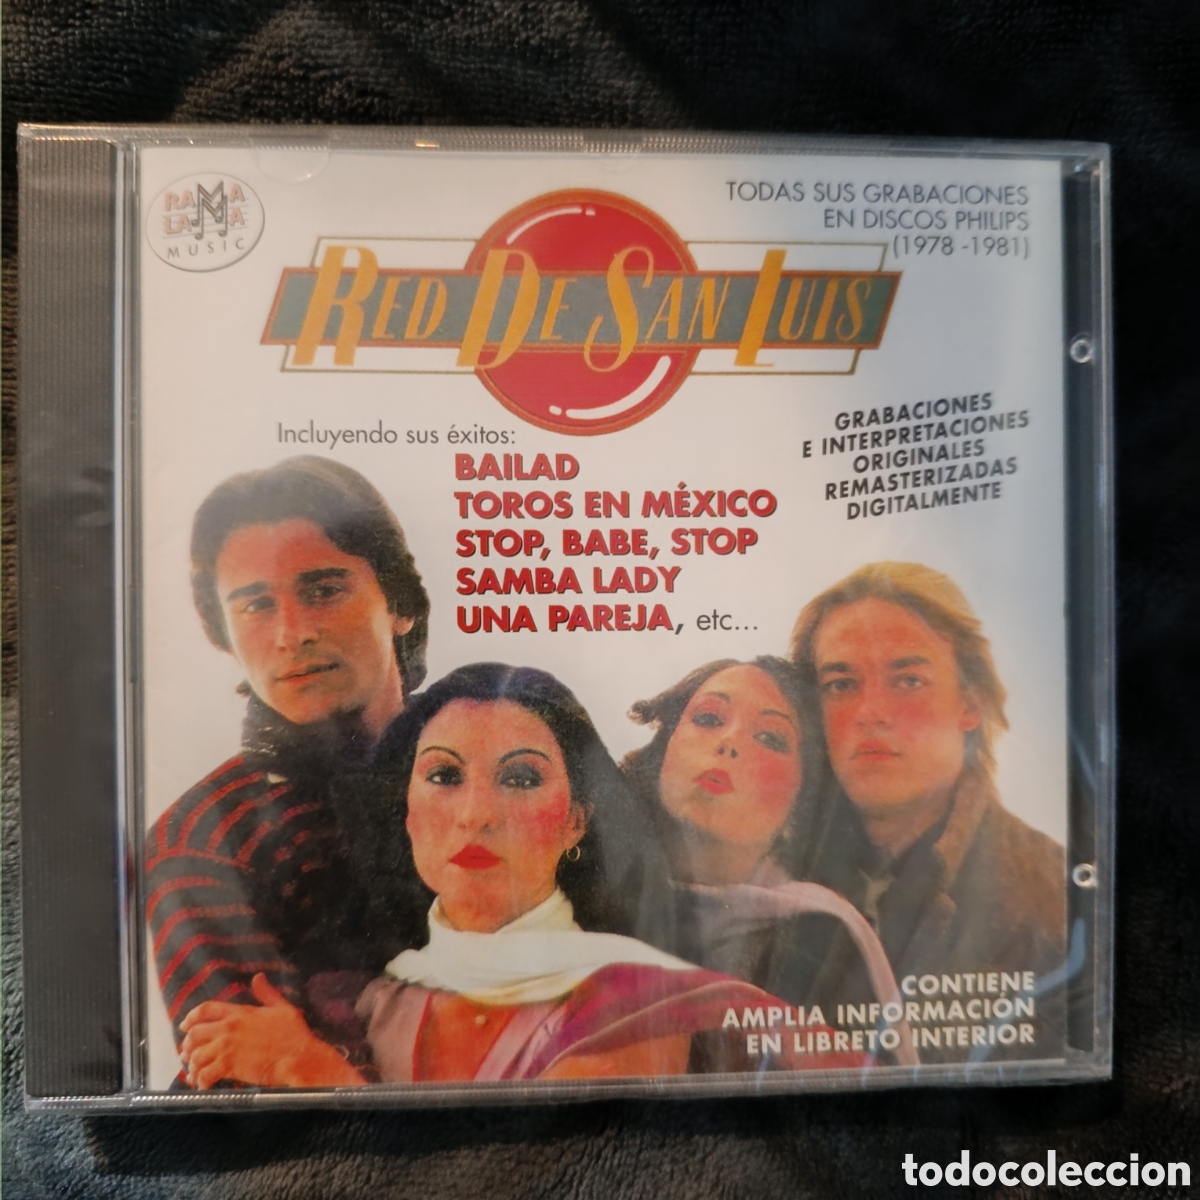 RAMA
LAMA
MUSIC
TODAS SUS GRABACIONES
EN DISCOS PHILIPS
(1978 -1981)
RED DE SAN LUIS
GRABACIONES
E INTERPRETACIONES
ORIGINALES
REMASTERIZADAS
DIGITALMENTE
Incluyendo sus éxitos:
BAILAD
TOROS EN MÉXICO
STOP, BABE, STOP
SAMBA LADY
UNA PAREJA, etc...
CONTIENE
AMPLIA INFORMACIÓN
EN LIBRETO INTERIOR
todocoleccion